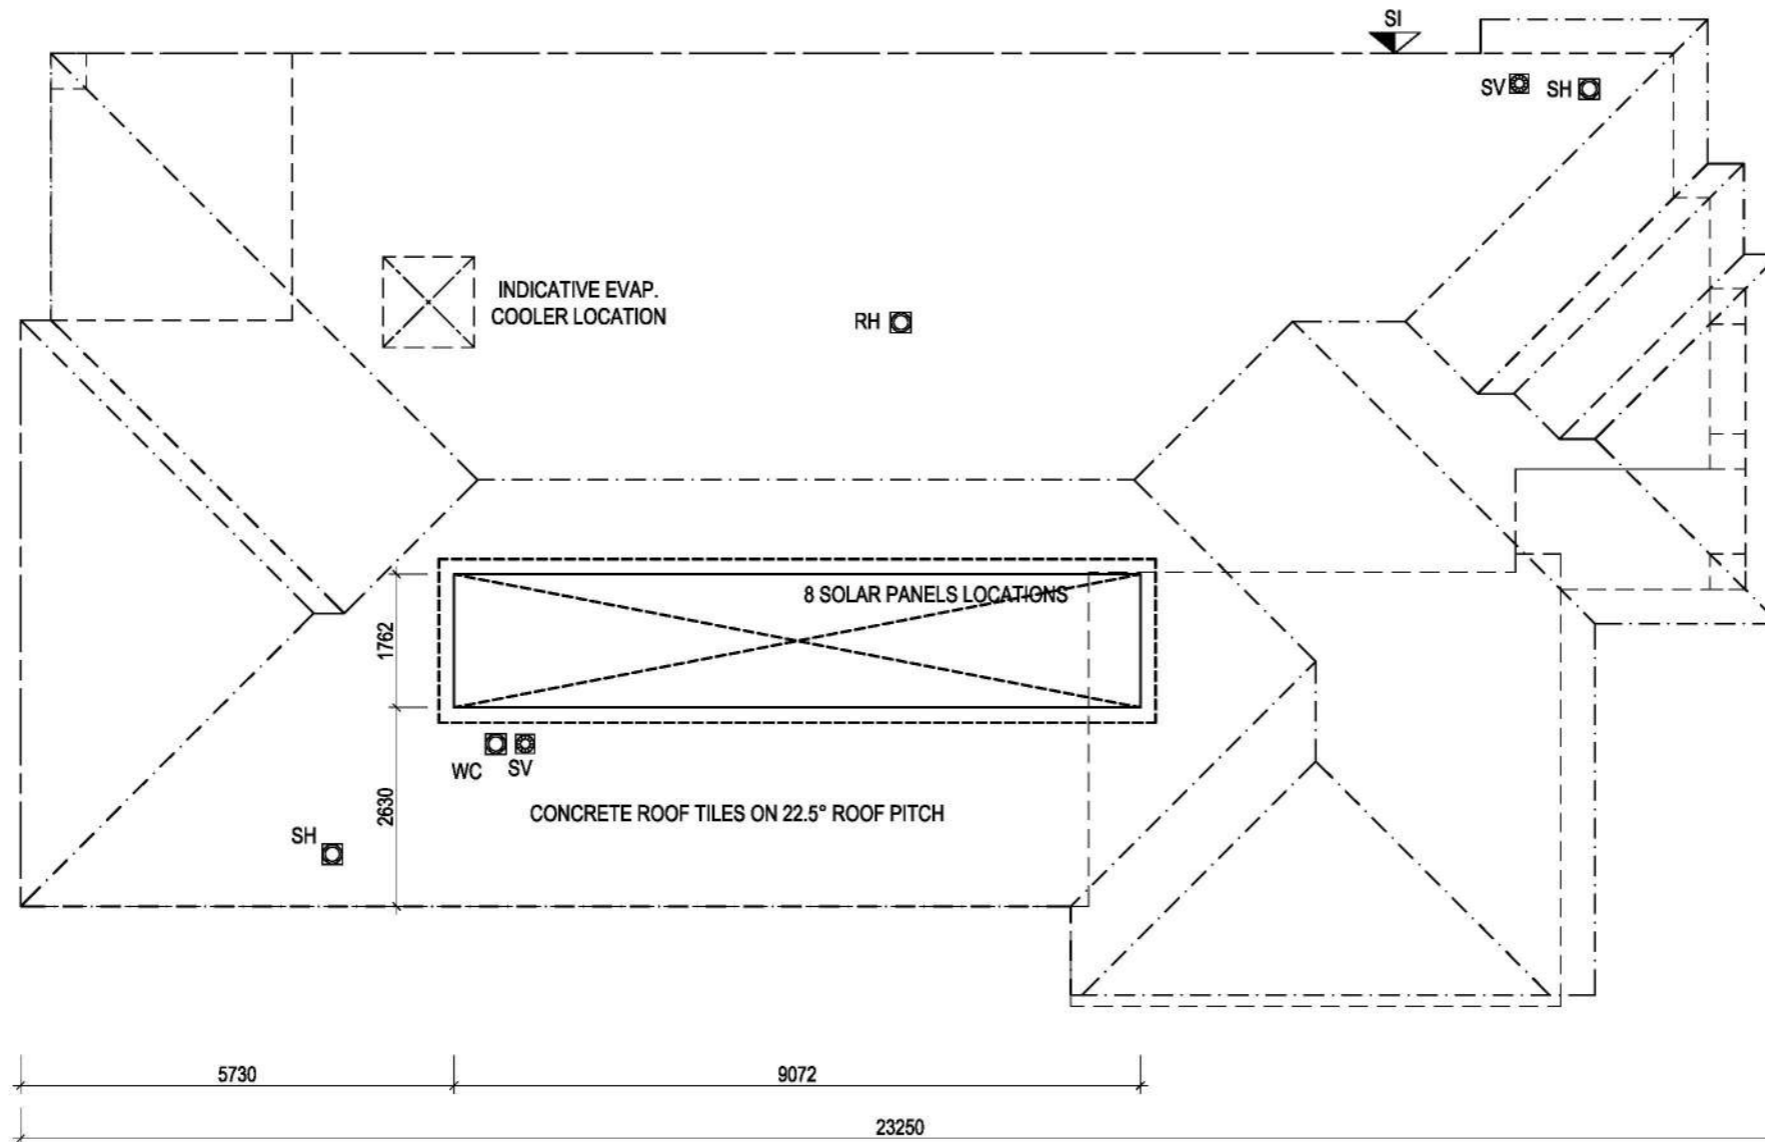 SI
SV
SH
INDICATIVE EVAP.
COOLER LOCATION
RH
8 SOLAR PANELS LOCATIONS
1762
WC
SV
2630
CONCRETE ROOF TILES ON 22.5° ROOF PITCH
SH
5730
9072
23250